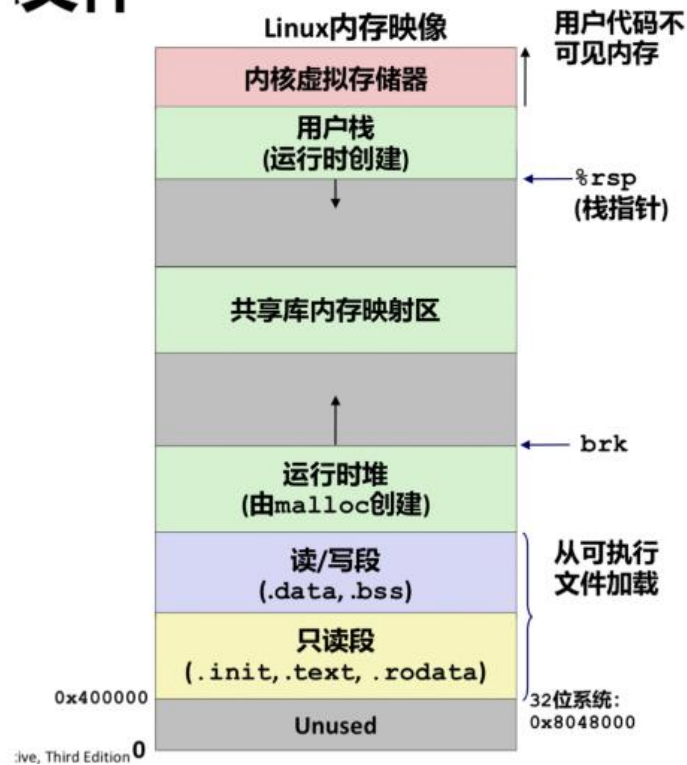 文件
Linux内存映像
用户代码不
可见内存
内核虚拟存储器
用户栈
(运行时创建)
%rsp
(栈指针)
共享库内存映射区
brk
运行时堆
(由malloc创建)
读/写段
(.data, .bss)
从可执行
文件加载
只读段
(.init,.text, .rodata)
0x400000
32位系统:
0x8048000
Unused
0
ive, Third Edition